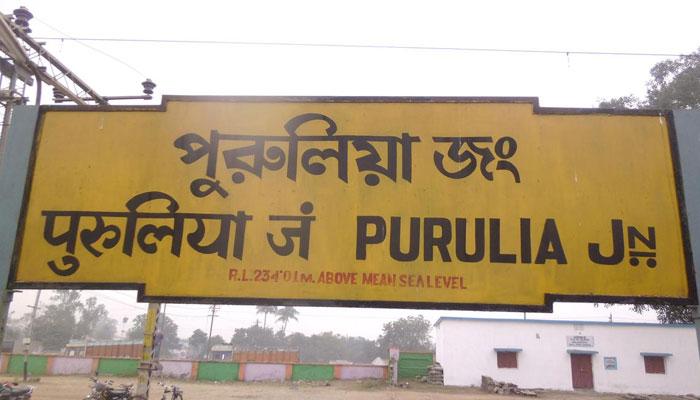 পুরুলিয়া জং
पुरुलिया जं PURULIA JN
R.L.234.01M. ABOVE MEAN SEA LEVEL